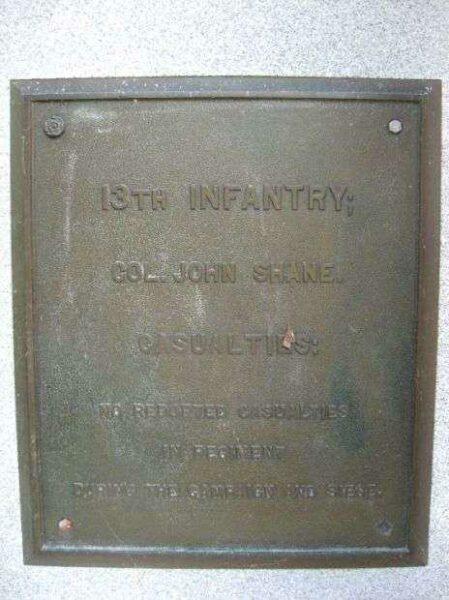 13TH INFANTRY;
COL. JOHN SHANE.
CASUALTIES:
NO REPORTED CASUALTIES
IN REGIMENT
DURING THE CAMPAIGN AND SIEGE.